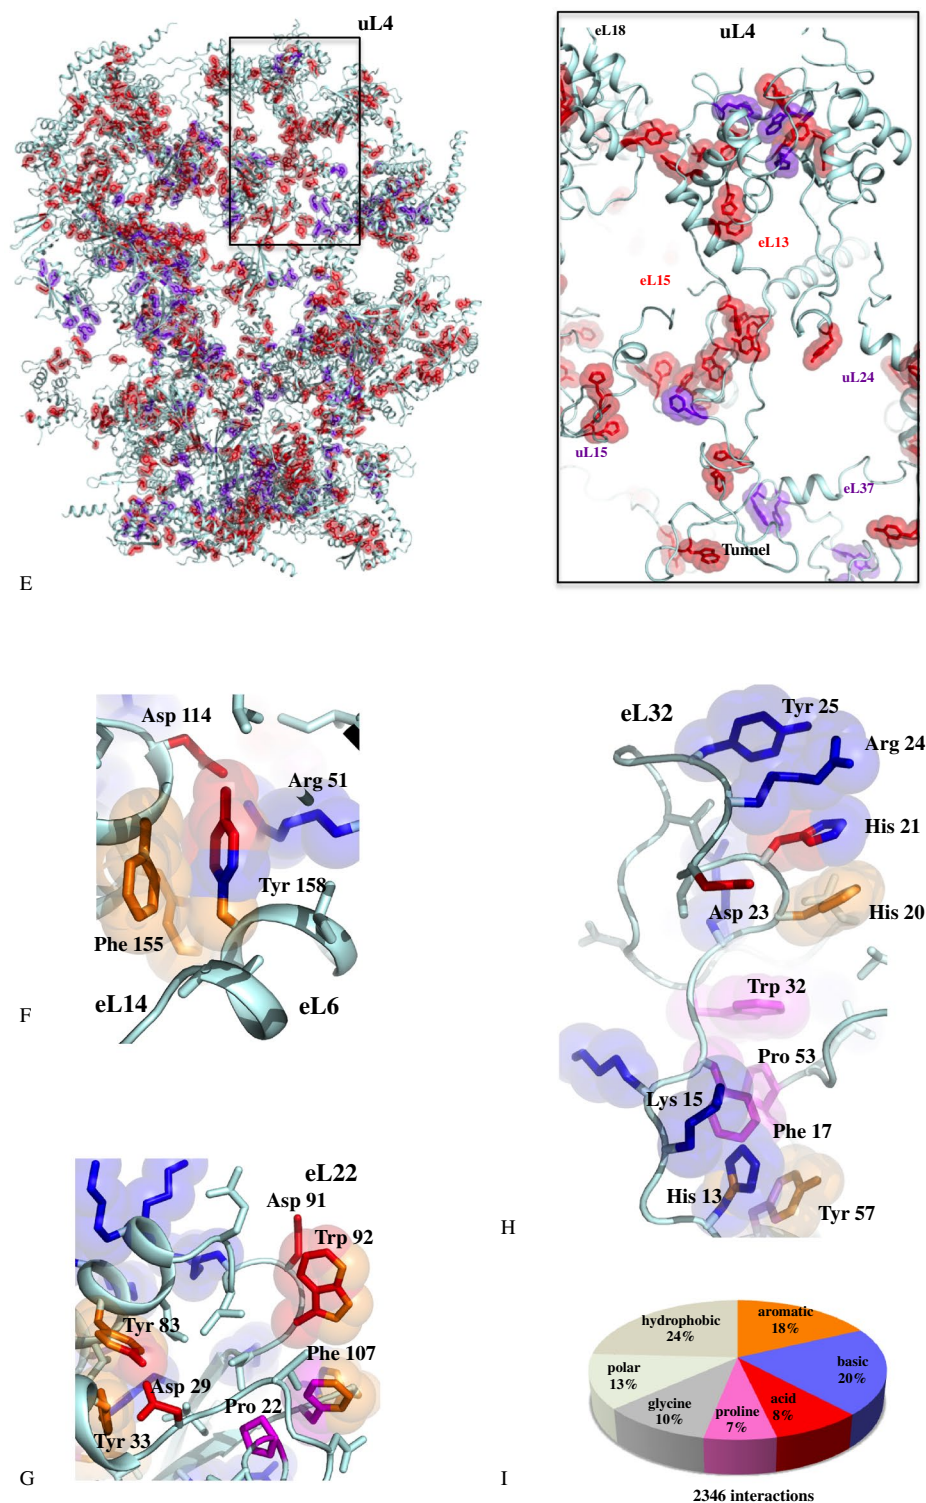 uL4
E
eL18
uL4
eL13
eL15
uL24
uL15
eL37
Tunnel
Asp 114
Arg 51
Tyr 158
Phe 155
eL14
eL6
F
eL22
Asp 91
Trp 92
Tyr 83
Phe 107
Asp 29
Pro 22
Tyr 33
G
eL32
Tyr 25
Arg 24
His 21
Asp 23
His 20
Trp 32
Pro 53
Lys 15
Phe 17
His 13
Tyr 57
H
hydrophobic
24%
aromatic
18%
polar
13%
basic
20%
glycine
10%
proline
7%
acid
8%
I
2346 interactions